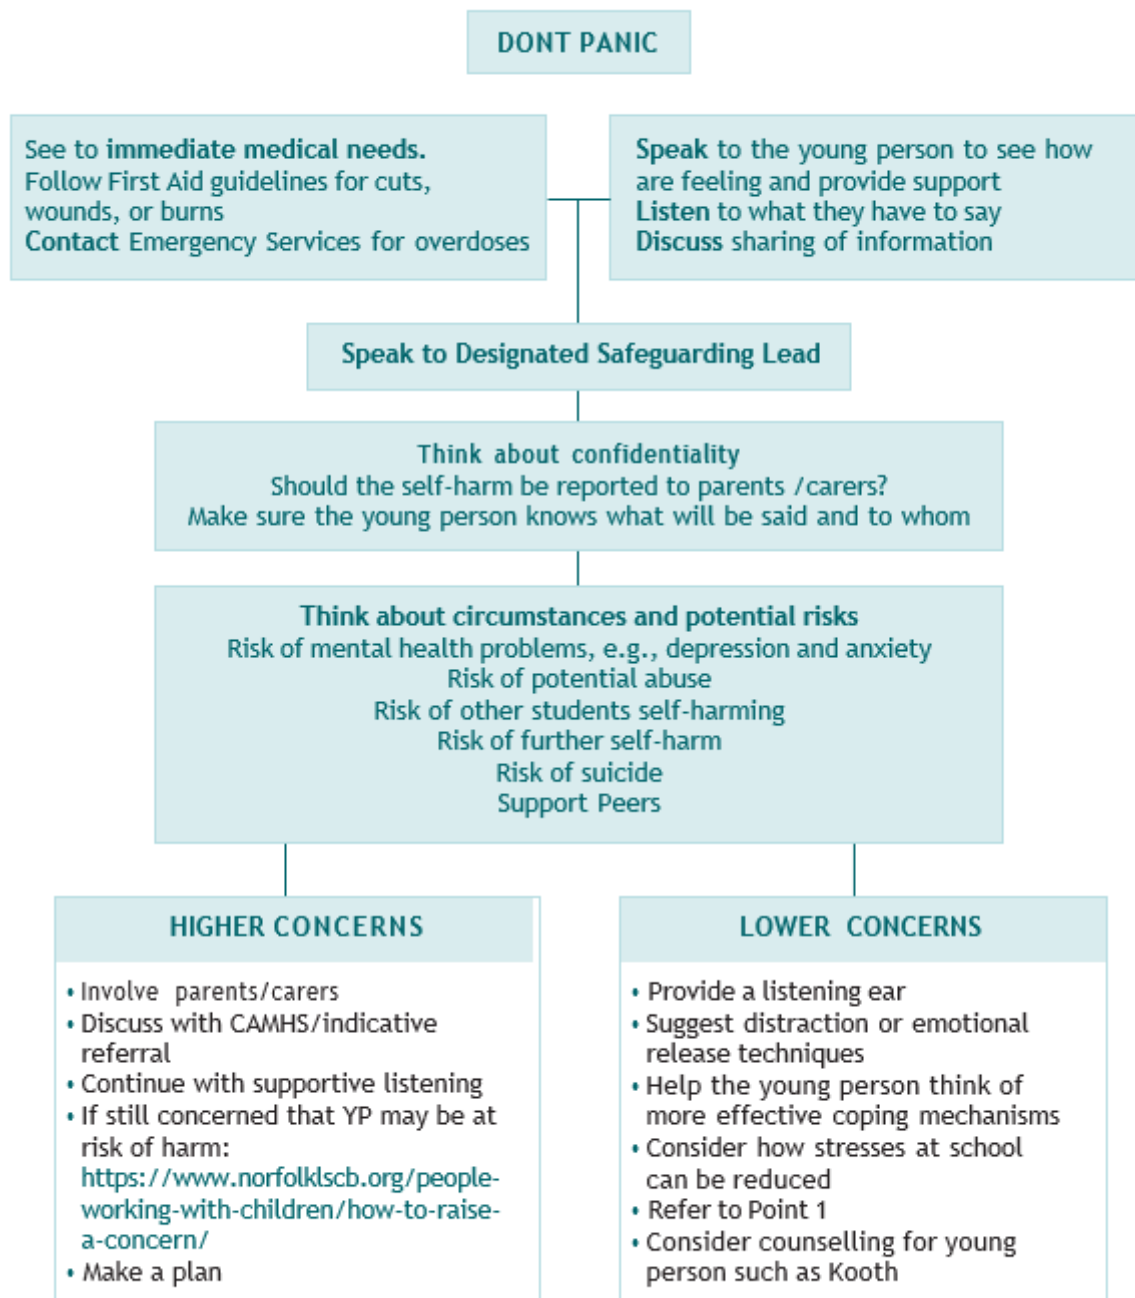 DONT PANIC
See to immediate medical needs.
Follow First Aid guidelines for cuts,
wounds, or burns
Contact Emergency Services for overdoses
Speak to the young person to see how
are feeling and provide support
Listen to what they have to say
Discuss sharing of information
Speak to Designated Safeguarding Lead
Think about confidentiality
Should the self-harm be reported to parents /carers?
Make sure the young person knows what will be said and to whom
Think about circumstances and potential risks
Risk of mental health problems, e.g., depression and anxiety
Risk of potential abuse
Risk of other students self-harming
Risk of further self-harm
Risk of suicide
Support Peers
HIGHER CONCERNS
• Involve parents/carers
• Discuss with CAMHS/indicative
referral
• Continue with supportive listening
• If still concerned that YP may be at
risk of harm:
https://www.norfolklscb.org/people-
working-with-children/how-to-raise-
a-concern/
• Make a plan
LOWER CONCERNS
• Provide a listening ear
• Suggest distraction or emotional
release techniques
• Help the young person think of
more effective coping mechanisms
• Consider how stresses at school
can be reduced
• Refer to Point 1
• Consider counselling for young
person such as Kooth